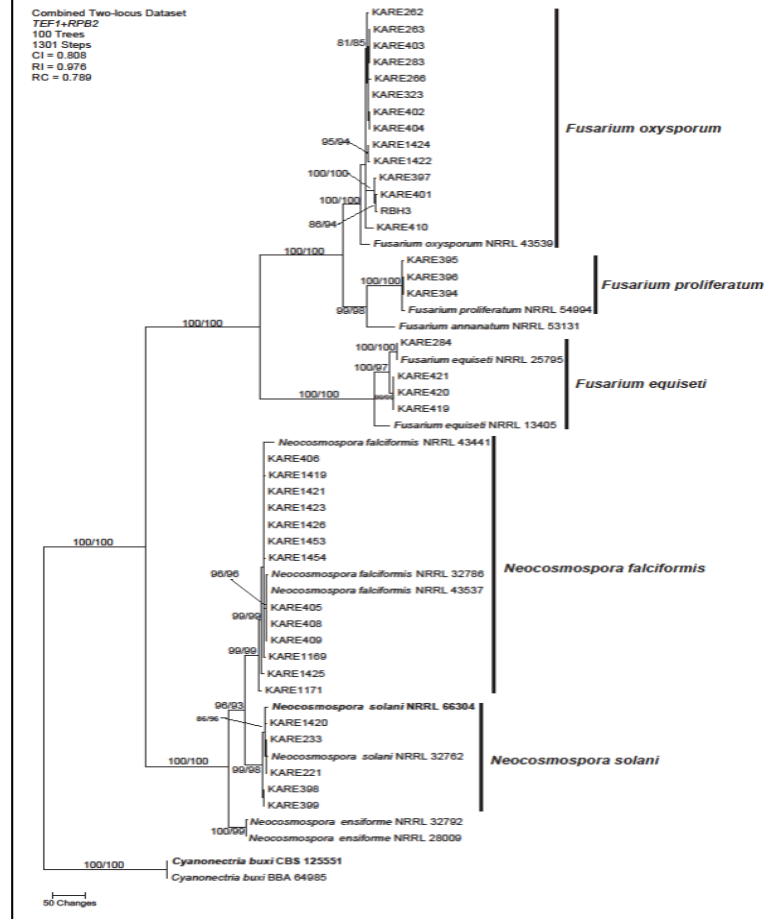 Combined Two-locus Dataset
TEF1+RPB2
100 Trees
1301 Steps
CI = 0.808
RI = 0.976
RC = 0.789
KARE262
KARE263
81/85
KARE403
KARE283
KARE266
KARE323
KARE402
KARE404
Fusarium oxysporum
95/94
KARE1424
KARE1422
100/100
KARE397
100/100
KARE401
RBH3
86/94
KARE410
Fusarium oxysporum NRRL 43539
100/100
KARE395
100/100
KARE396
KARE394
Fusarium proliferatum
99/98
Fusarium proliferatum NRRL 54994
100/100
Fusarium annanatum NRRL 53131
100/100
KARE284
Fusarium equiseti NRRL 25795
100/97
KARE421
Fusarium equiseti
100/100
KARE420
KARE419
Fusarium equiseti NRRL 13405
Neocosmospora falciformis NRRL 43441
KARE406
KARE1419
KARE1421
KARE1423
KARE1426
100/100
KARE1453
KARE1454
Neocosmospora falciformis
96/96
Neocosmospora falciformis NRRL 32786
Neocosmospora falciformis NRRL 43537
KARE405
99/99
KARE408
KARE409
99/99
KARE1169
KARE1425
KARE1171
96/93
Neocosmospora solani NRRL 66304
86/96
KARE1420
KARE233
Neocosmospora solani NRRL 32762
Neocosmospora solani
100/100
99/98
KARE221
KARE398
KARE399
Neocosmospora ensiforme NRRL 32792
100/99
Neocosmospora ensiforme NRRL 28009
100/100
Cyanonectria buxi CBS 125551
Cyanonectria buxi BBA 64985
50 Changes